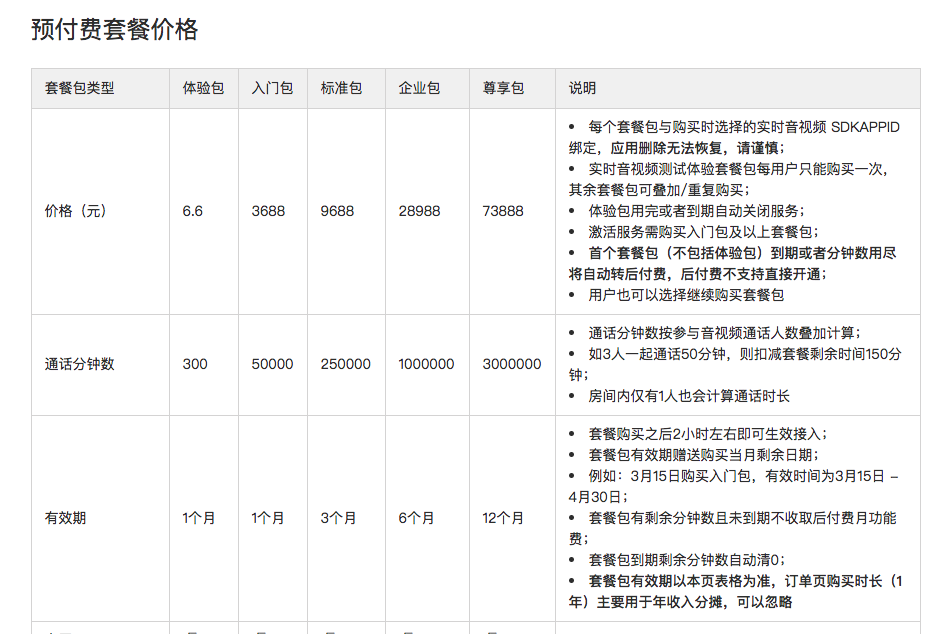 预付费套餐价格
套餐包类型 体验包 入门包 标准包 企业包 尊享包 说明
价格（元） 6.6 3688 9688 28988 73888
• 每个套餐包与购买时选择的实时音视频 SDKAPPID
绑定，应用删除无法恢复，请谨慎；
• 实时音视频测试体验套餐包每用户只能购买一次，
其余套餐包可叠加/重复购买；
• 体验包用完或者到期自动关闭服务；
• 激活服务需购买入门包及以上套餐包；
• 首个套餐包（不包括体验包）到期或者分钟数用尽
将自动转后付费，后付费不支持直接开通；
• 用户也可以选择继续购买套餐包
通话分钟数 300 50000 250000 1000000 3000000
• 通话分钟数按参与音视频通话人数叠加计算；
• 如3人一起通话50分钟，则扣减套餐剩余时间150分
钟；
• 房间内仅有1人也会计算通话时长
有效期 1个月 1个月 3个月 6个月 12个月
• 套餐购买之后2小时左右即可生效接入；
• 套餐包有效期赠送购买当月剩余日期；
• 例如：3月15日购买入门包，有效时间为3月15日 –
4月30日；
• 套餐包有剩余分钟数且未到期不收取后付费月功能
费；
• 套餐包到期剩余分钟数自动清0；
• 套餐包有效期以本页表格为准，订单页购买时长（1
年）主要用于年收入分摊，可以忽略